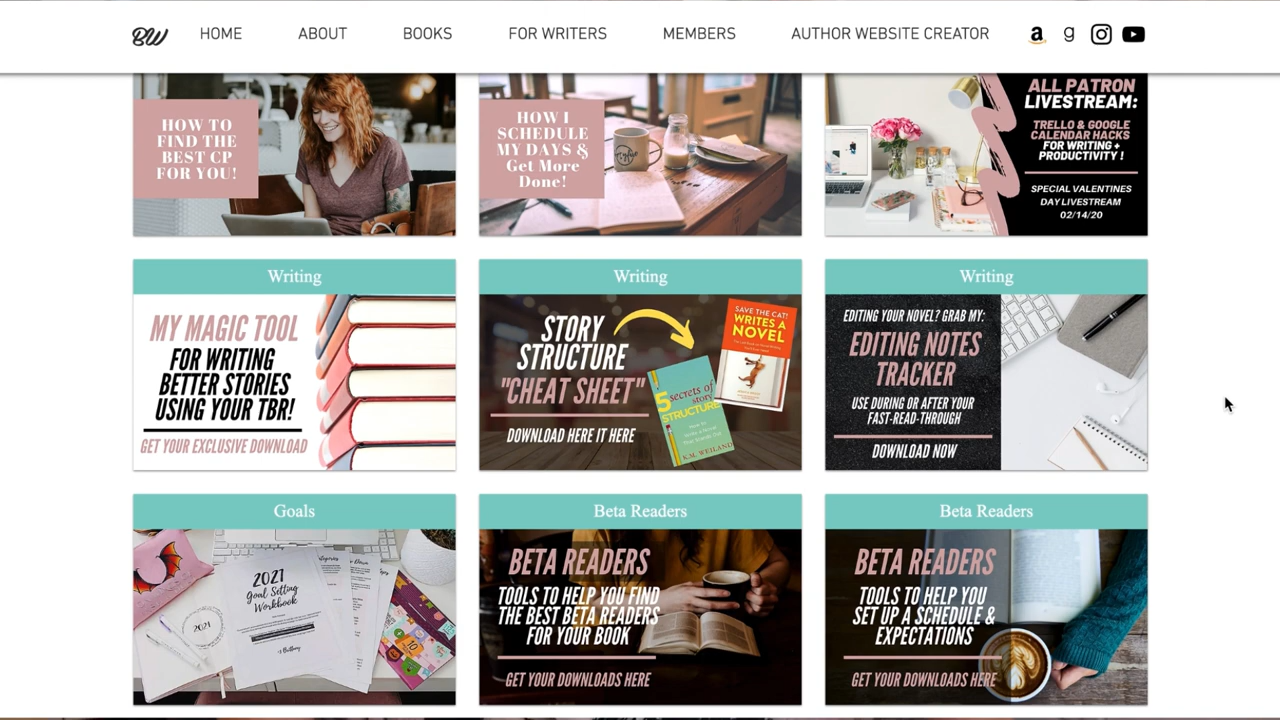 BW
HOME
ABOUT
BOOKS
FOR WRITERS
MEMBERS
AUTHOR WEBSITE CREATOR
HOW TO
FIND THE
BEST CP
FOR YOU!
HOW I
SCHEDULE
MY DAYS &
Get More
Done!
ALL PATRON
LIVESTREAM:
TRELLO & GOOGLE
CALENDAR HACKS
FOR WRITING +
PRODUCTIVITY !
SPECIAL VALENTINES
DAY LIVESTREAM
02/14/20
Writing
MY MAGIC TOOL
FOR WRITING
BETTER STORIES
USING YOUR TBR!
GET YOUR EXCLUSIVE DOWNLOAD
Writing
STORY
STRUCTURE
"CHEAT SHEET"
DOWNLOAD HERE IT HERE
SAVE THE CAT!
WRITES A
NOVEL
5 secrets of
story
STRUCTURE
K.M. WEILAND
Writing
EDITING YOUR NOVEL? GRAB MY:
EDITING NOTES
TRACKER
USE DURING OR AFTER YOUR
FAST-READ-THROUGH
DOWNLOAD NOW
Goals
2021
Goal Setting
Workbook
2021
Beta Readers
BETA READERS
TOOLS TO HELP YOU FIND
THE BEST BETA READERS
FOR YOUR BOOK
GET YOUR DOWNLOADS HERE
Beta Readers
BETA READERS
TOOLS TO HELP YOU
SET UP A SCHEDULE &
EXPECTATIONS
GET YOUR DOWNLOADS HERE